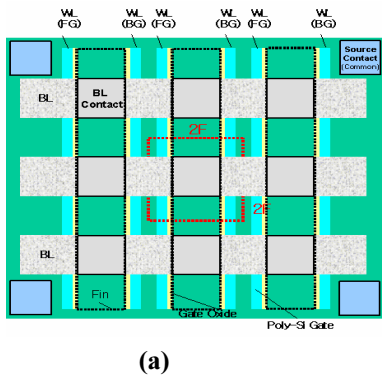 WL WL WL WL WL WL
(FG) (BG) (FG) (BG) (FG) (BG)
Source
Contact
(Common)
BL
BL
Contact
2F
2F
BL
Fin
Gate Oxide
Poly-Si Gate
(a)